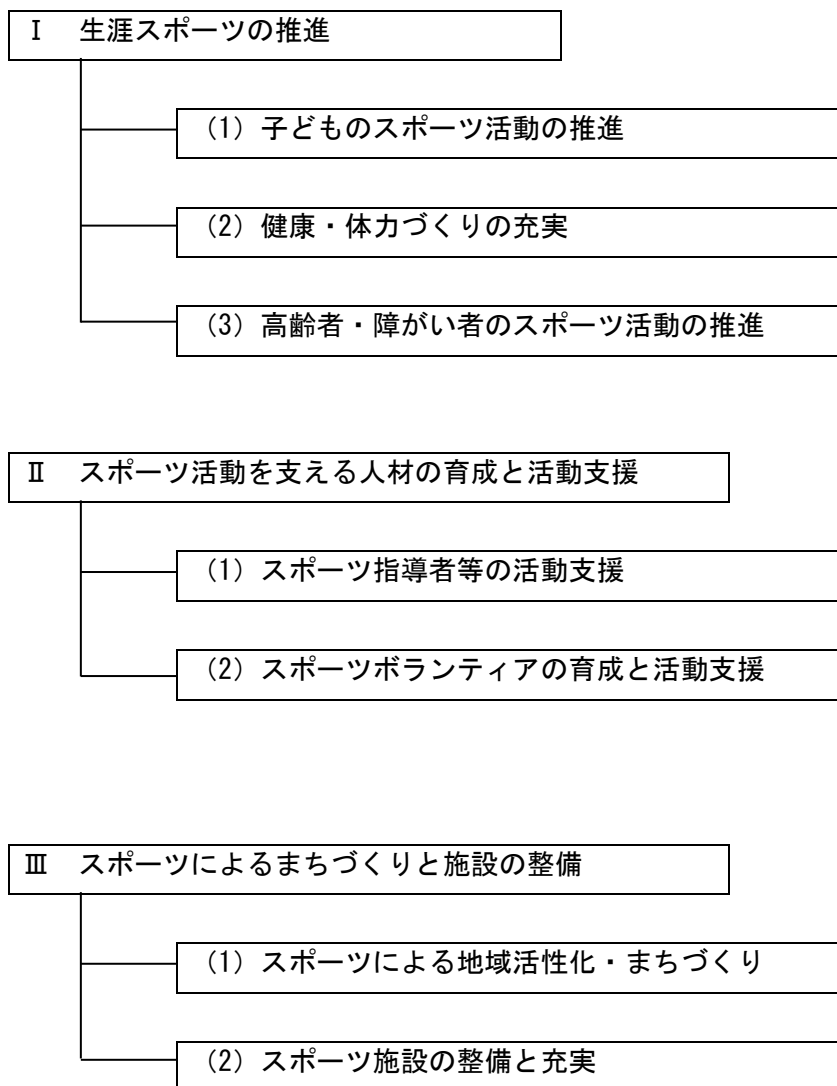 Ⅰ　生涯スポーツの推進
(1) 子どものスポーツ活動の推進
(2) 健康・体力づくりの充実
(3) 高齢者・障がい者のスポーツ活動の推進
Ⅱ　スポーツ活動を支える人材の育成と活動支援
(1) スポーツ指導者等の活動支援
(2) スポーツボランティアの育成と活動支援
Ⅲ　スポーツによるまちづくりと施設の整備
(1) スポーツによる地域活性化・まちづくり
(2) スポーツ施設の整備と充実